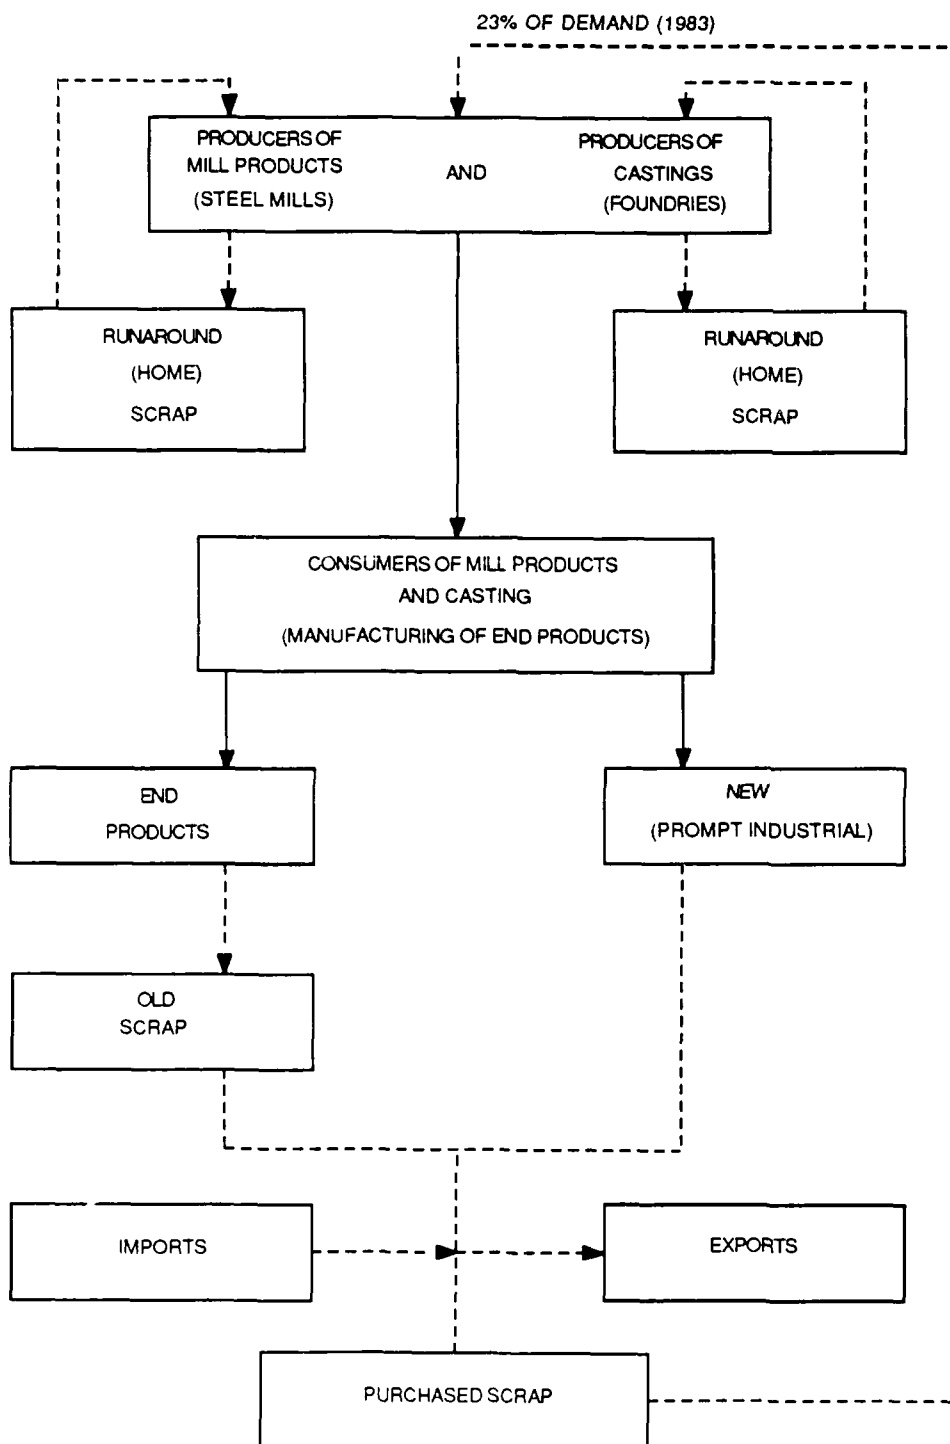 23% OF DEMAND (1983)
PRODUCERS OF
MILL PRODUCTS
(STEEL MILLS)
AND
PRODUCERS OF
CASTINGS
(FOUNDRIES)
RUNAROUND
(HOME)
SCRAP
RUNAROUND
(HOME)
SCRAP
CONSUMERS OF MILL PRODUCTS
AND CASTING
(MANUFACTURING OF END PRODUCTS)
END
PRODUCTS
NEW
(PROMPT INDUSTRIAL)
OLD
SCRAP
IMPORTS
EXPORTS
PURCHASED SCRAP